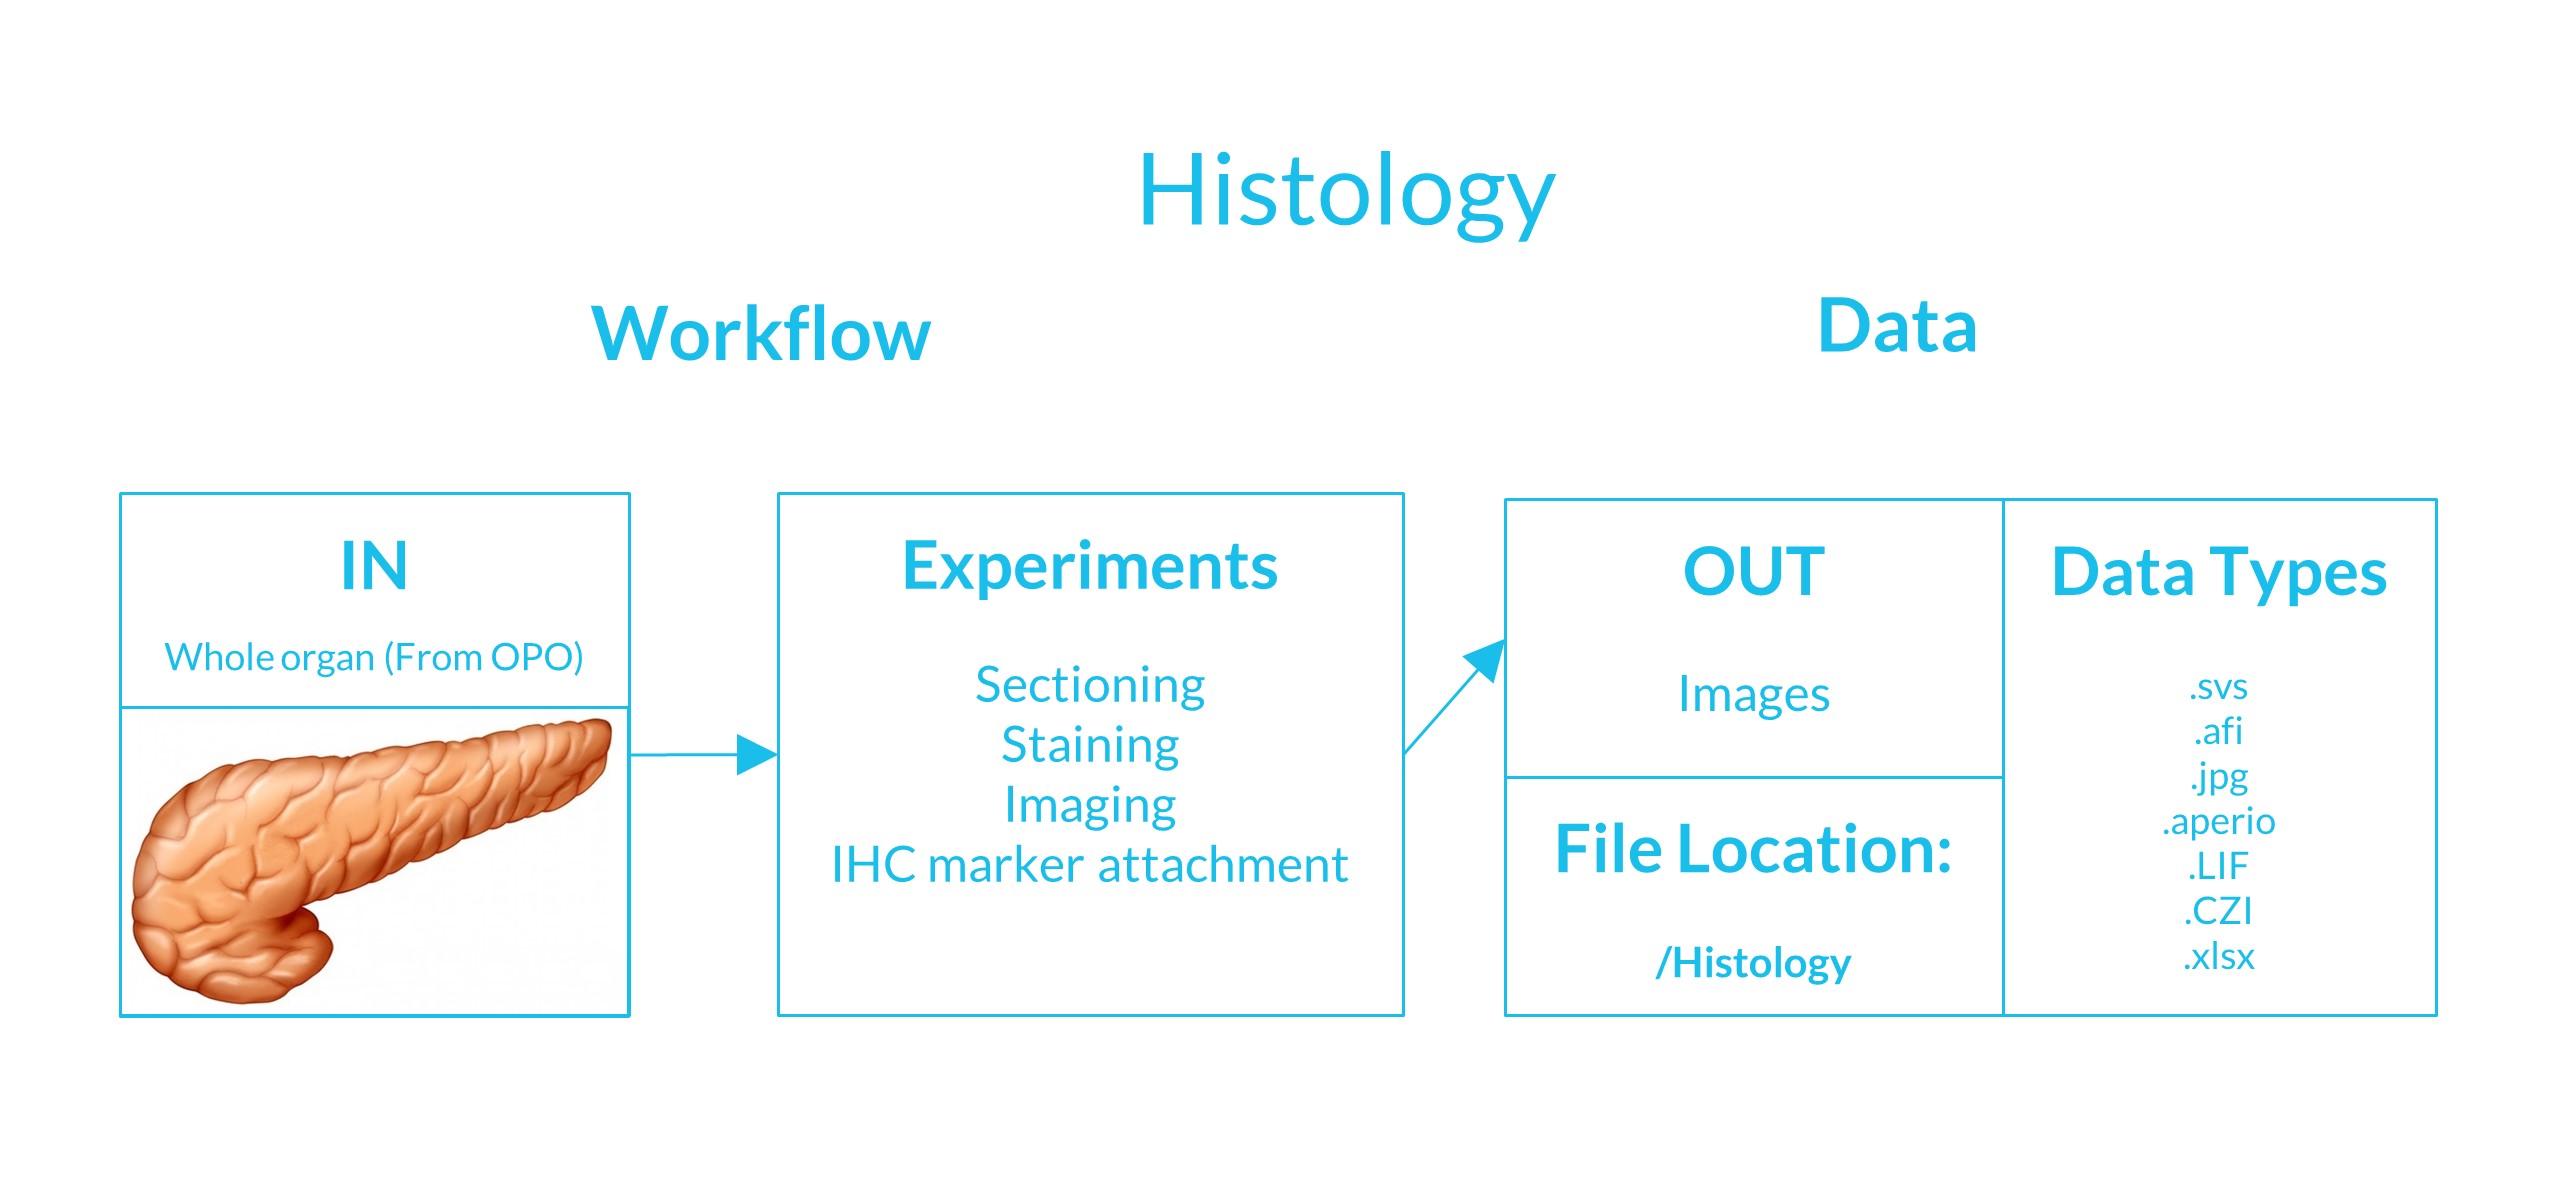 Histology
Workflow
Data
IN
Whole organ (From OPO)
Experiments
Sectioning
Staining
Imaging
IHC marker attachment
OUT
Images
File Location:
/Histology
Data Types
.svs
.afi
.jpg
.aperio
.LIF
.CZI
.xlsx